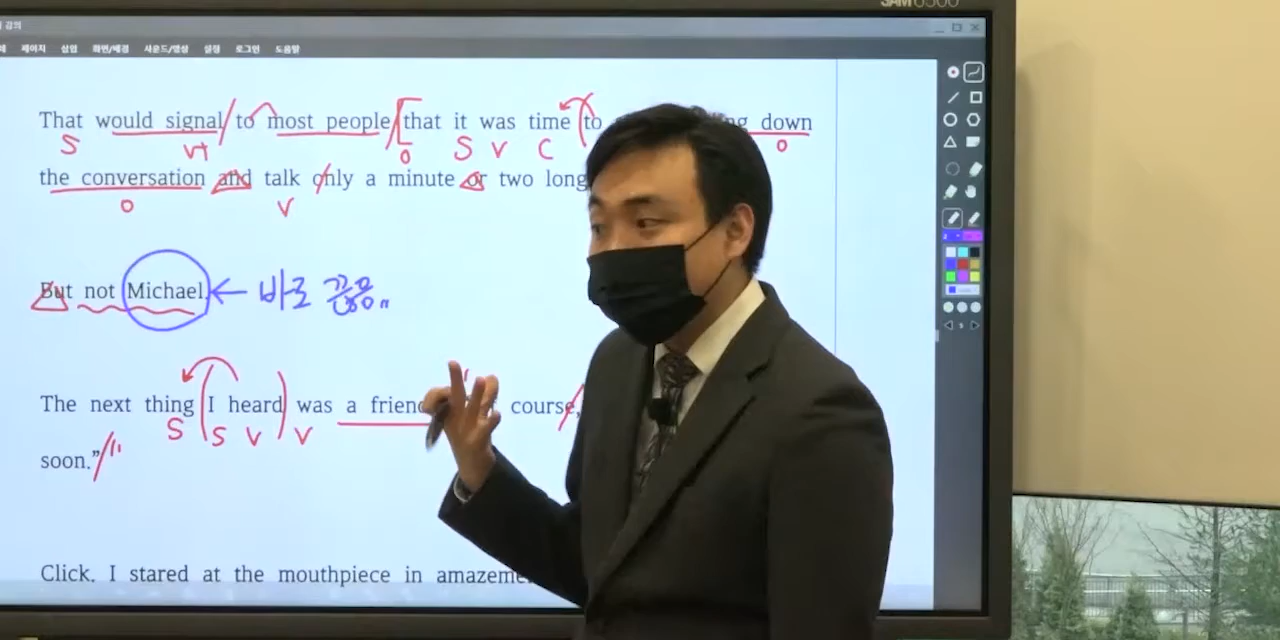 강의
페이지 삽입 화면/배경 사운드/영상 설정 로그인 도움말
That would signal to most people that it was time to down
S vt O S V C O
the conversation and talk only a minute or two long
O V
But not Michael. ← 바로 끊음
The next thing I heard was a friend course,
S S V V
soon.”
Click. I stared at the mouthpiece in